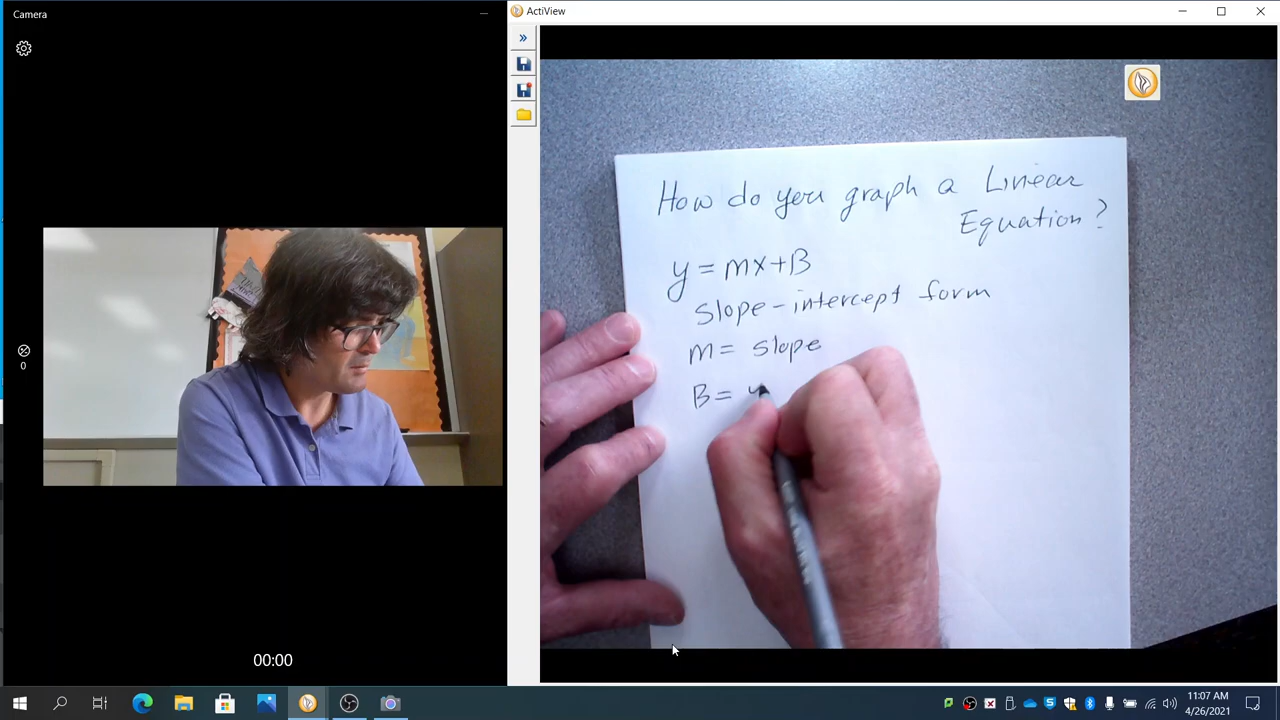 Camera
ActiView
0
00:00
How do you graph a Linear
Equation?
y = mx+B
slope-intercept form
m = slope
B = y
11:07 AM
4/26/2021